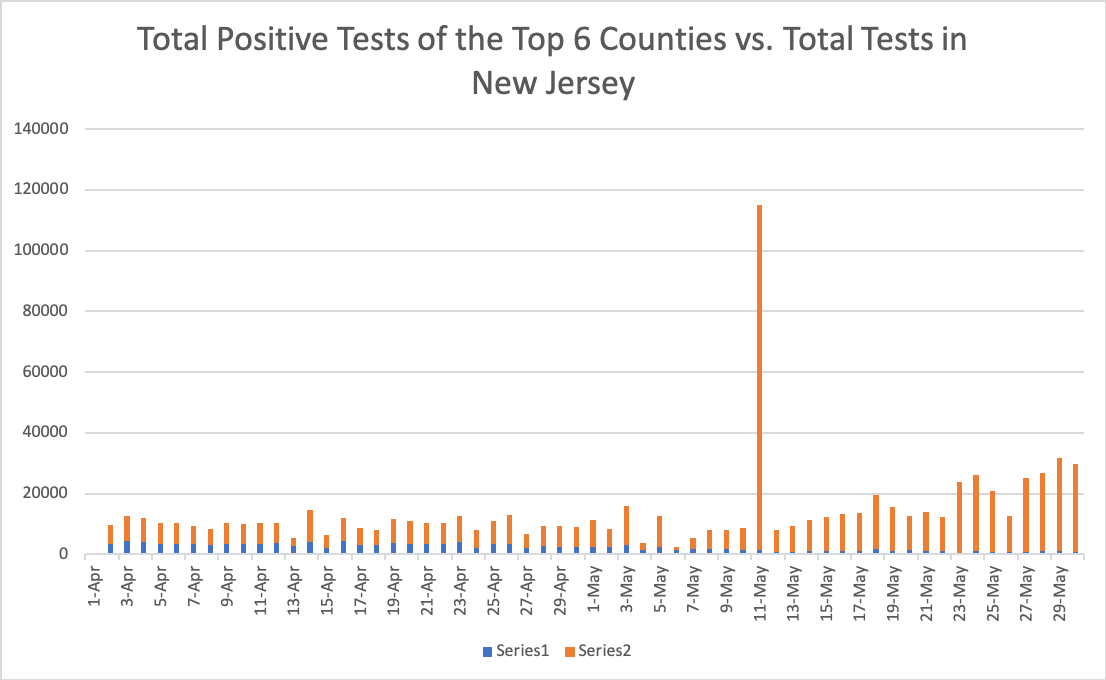 Total Positive Tests of the Top 6 Counties vs. Total Tests in
New Jersey
140000
120000
100000
80000
60000
40000
20000
0
1-Apr
3-Apr
5-Apr
7-Apr
9-Apr
11-Apr
13-Apr
15-Apr
17-Apr
19-Apr
21-Apr
23-Apr
25-Apr
27-Apr
29-Apr
1-May
3-May
5-May
7-May
9-May
11-May
13-May
15-May
17-May
19-May
21-May
23-May
25-May
27-May
29-May
Series1 Series2